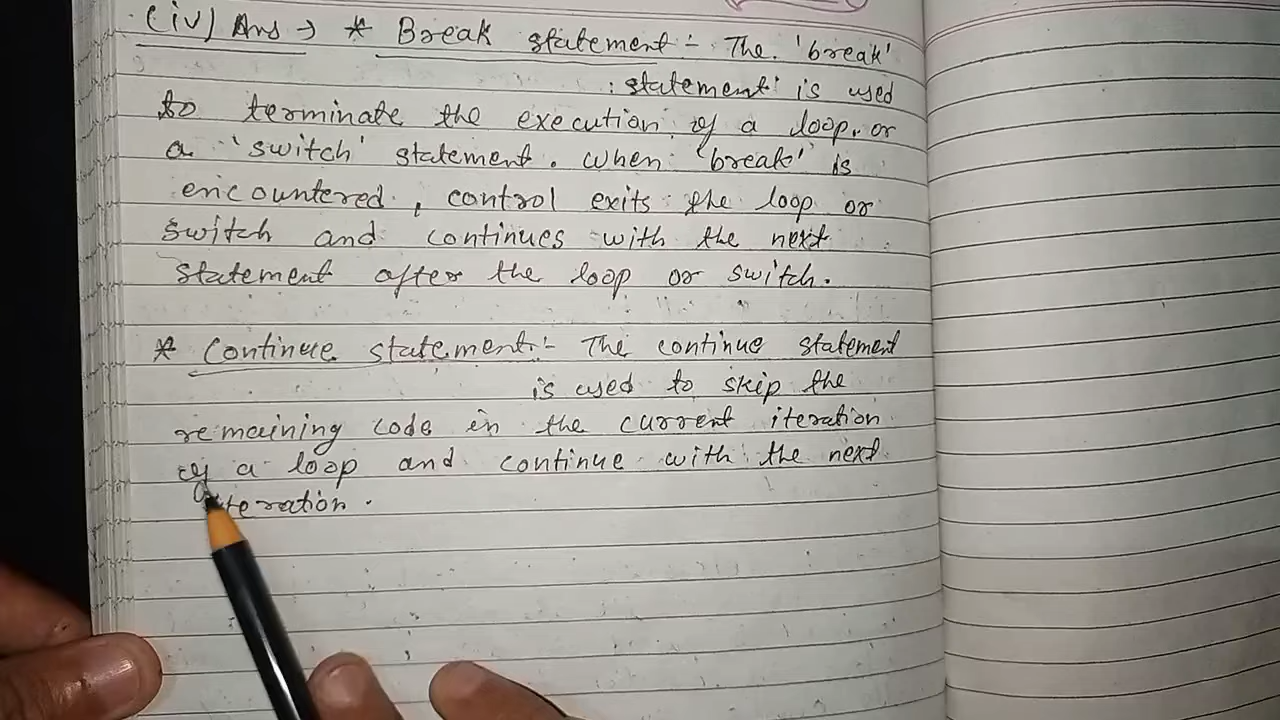 (iv) Ans → * Break statement :- The 'break'
'statement' is used
to terminate the execution of a loop or
a 'switch' statement. when 'break' is
encountered, control exits the loop or
switch and continues with the next
statement after the loop or switch.
* Continue statement :- The continue statement
is used to skip the
remaining code in the current iteration
of a loop and continue with the next
iteration.